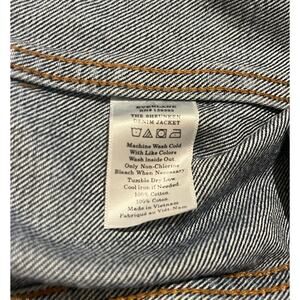 EVERLANE
THE SHRUNKEN
DENIM JACKET
Machine Wash Cold
With Like Colors
Wash Inside Out.
Only Non-Chlorine
Bleach When Necessary.
Tumble Dry Low.
Cool Iron if Needed.
100% Cotton.
100% Coton.
Made in Vietnam
Fabriqué au Viêt-Nam